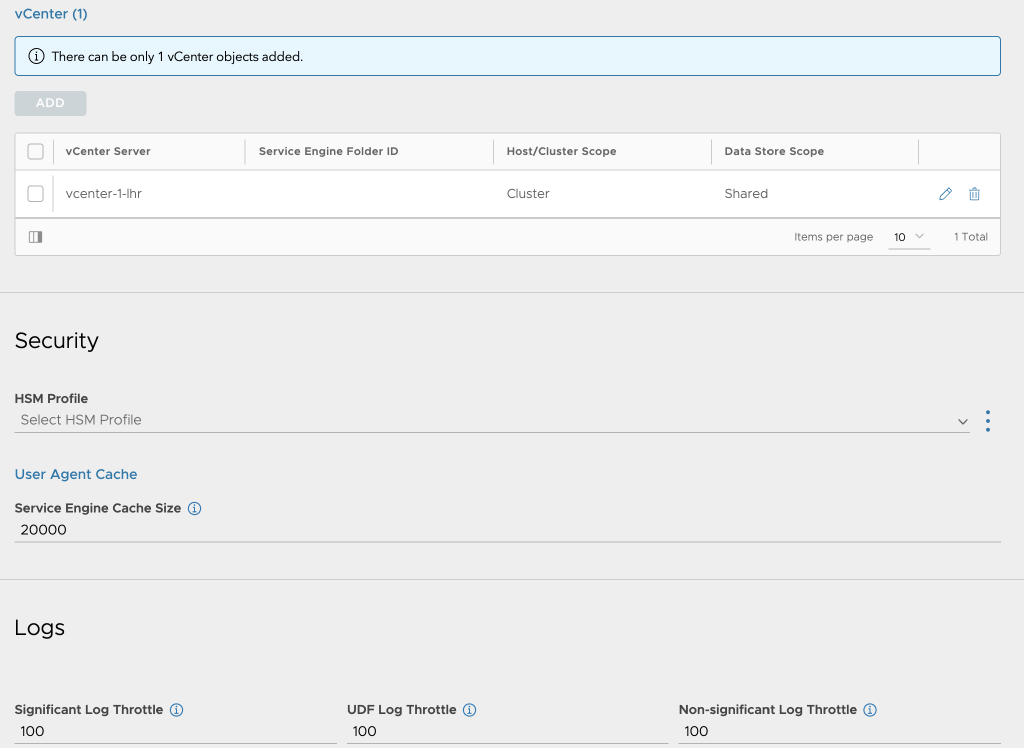 vCenter (1)
There can be only 1 vCenter objects added.
ADD
vCenter Server Service Engine Folder ID Host/Cluster Scope Data Store Scope
vcenter-1-lhr Cluster Shared
Items per page 10 1 Total
Security
HSM Profile
Select HSM Profile
User Agent Cache
Service Engine Cache Size
20000
Logs
Significant Log Throttle UDF Log Throttle Non-significant Log Throttle
100 100 100